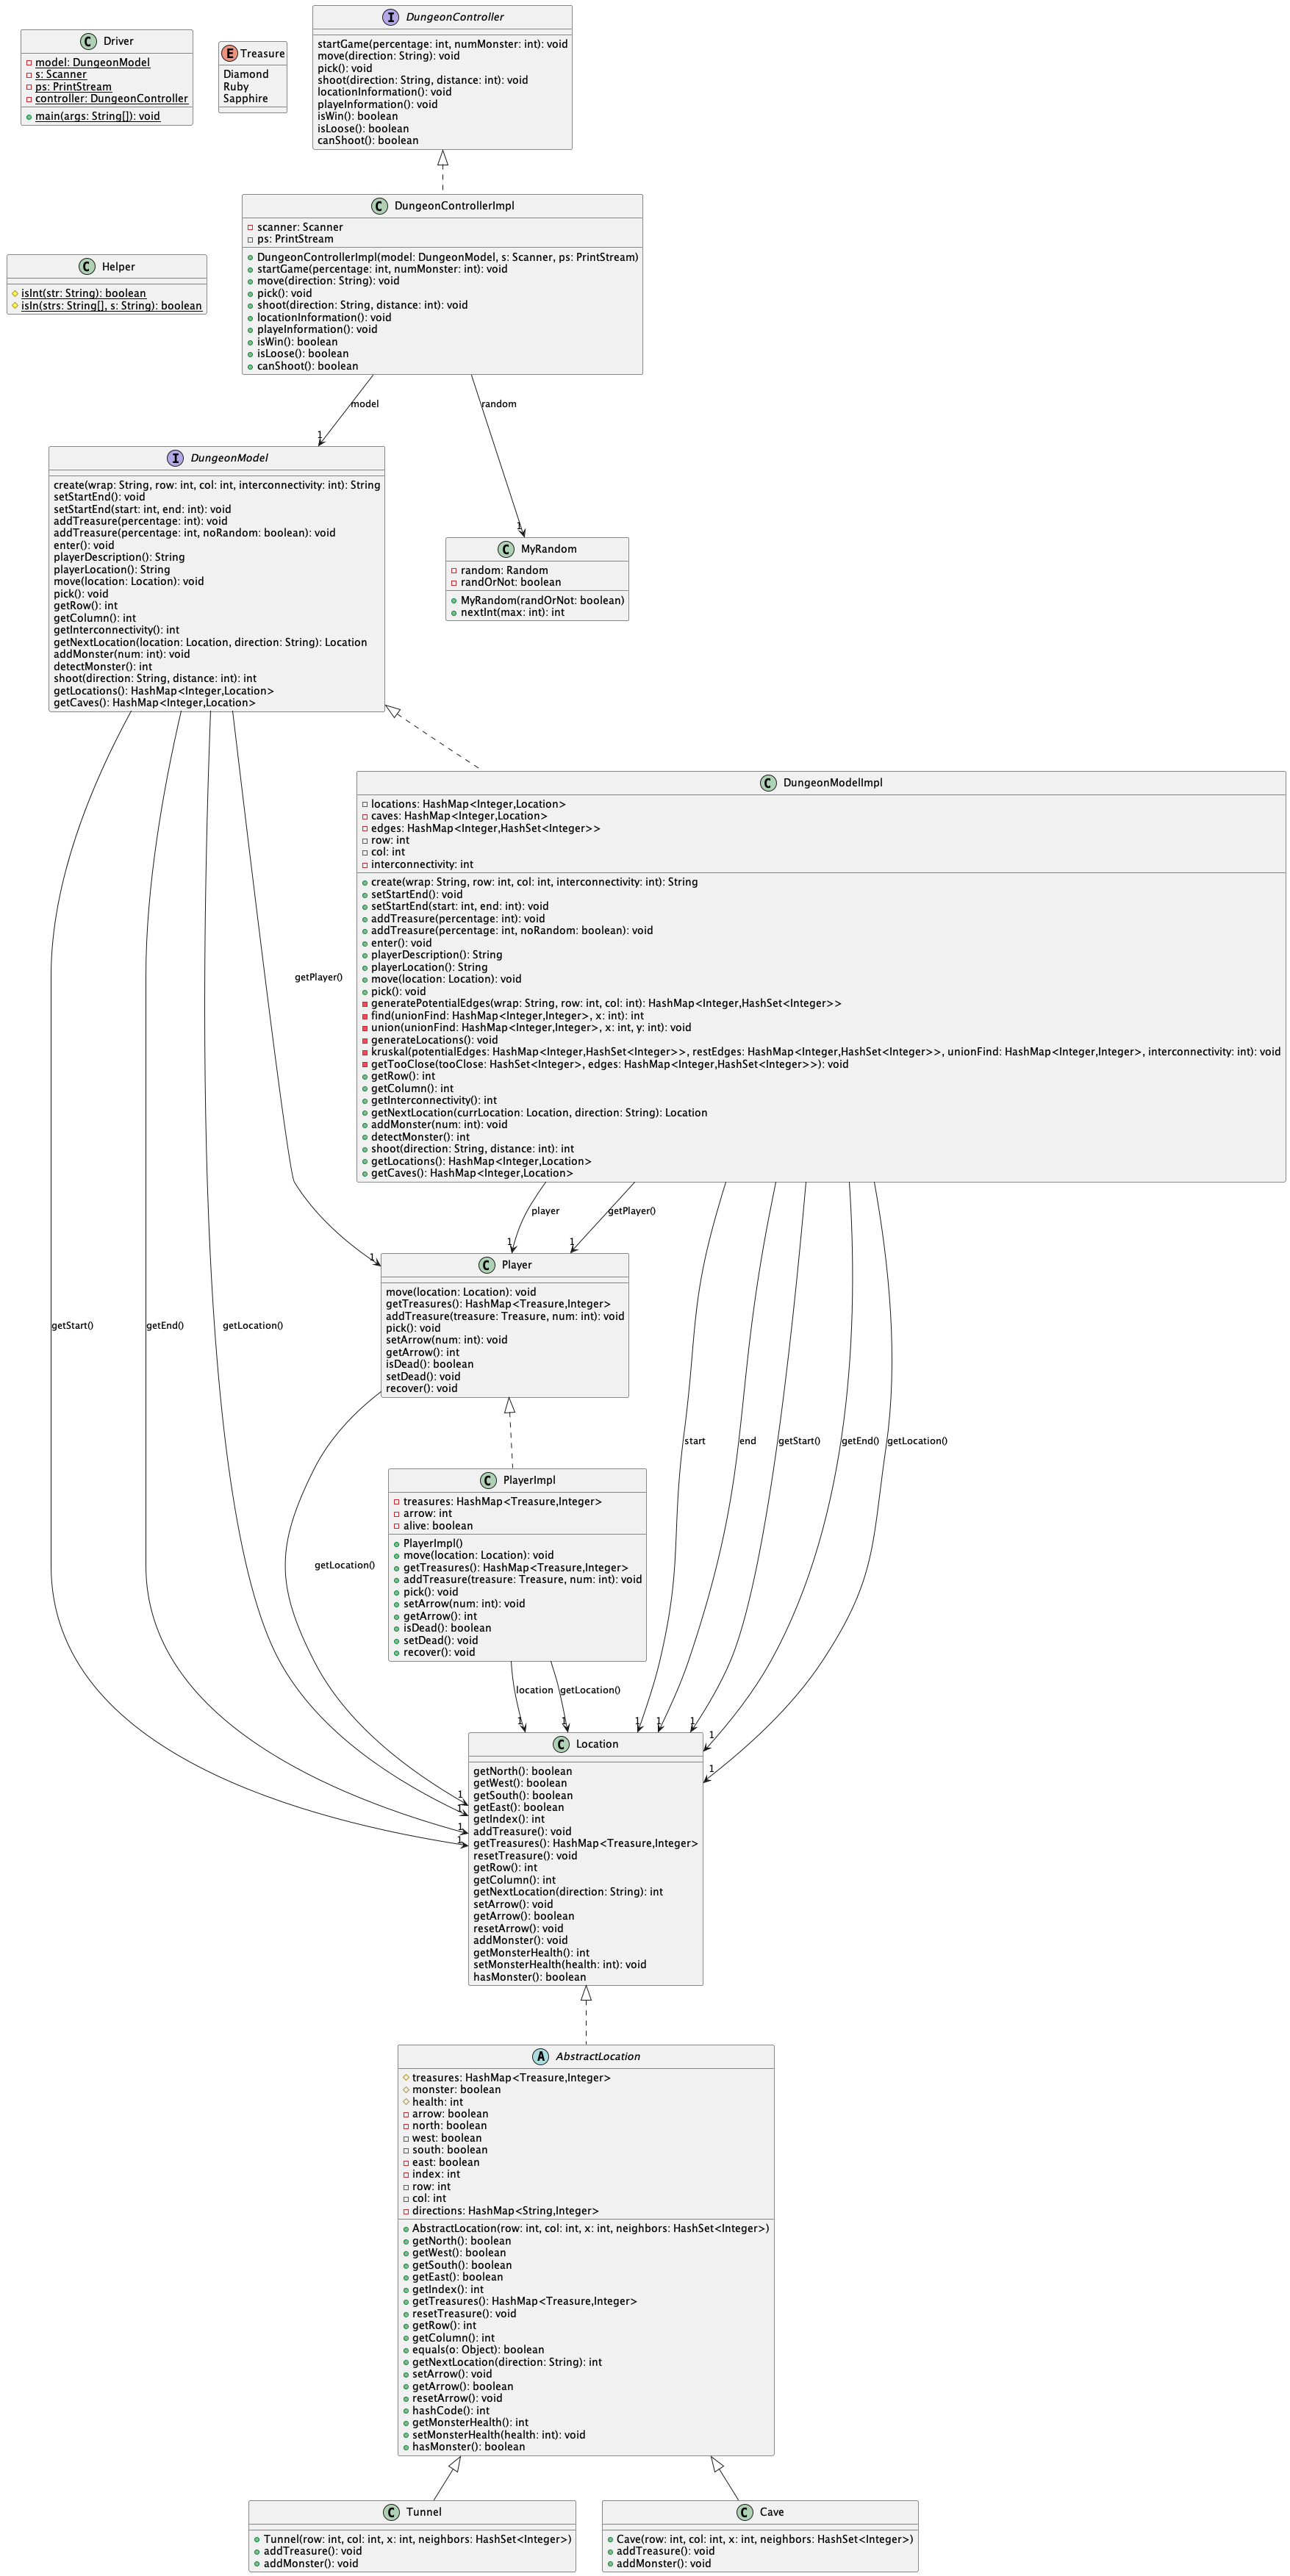 I DungeonController
startGame(percentage: int, numMonster: int): void
move(direction: String): void
pick(): void
shoot(direction: String, distance: int): void
locationInformation(): void
playeInformation(): void
isWin(): boolean
isLoose(): boolean
canShoot(): boolean
C Driver
model: DungeonModel
s: Scanner
ps: PrintStream
controller: DungeonController
main(args: String[]): void
E Treasure
Diamond
Ruby
Sapphire
C DungeonControllerImpl
scanner: Scanner
ps: PrintStream
DungeonControllerImpl(model: DungeonModel, s: Scanner, ps: PrintStream)
startGame(percentage: int, numMonster: int): void
move(direction: String): void
pick(): void
shoot(direction: String, distance: int): void
locationInformation(): void
playeInformation(): void
isWin(): boolean
isLoose(): boolean
canShoot(): boolean
C Helper
isInt(str: String): boolean
isIn(strs: String[], s: String): boolean
model
random
1
1
I DungeonModel
create(wrap: String, row: int, col: int, interconnectivity: int): String
setStartEnd(): void
setStartEnd(start: int, end: int): void
addTreasure(percentage: int): void
addTreasure(percentage: int, noRandom: boolean): void
enter(): void
playerDescription(): String
playerLocation(): String
move(location: Location): void
pick(): void
getRow(): int
getColumn(): int
getInterconnectivity(): int
getNextLocation(location: Location, direction: String): Location
addMonster(num: int): void
detectMonster(): int
shoot(direction: String, distance: int): int
getLocations(): HashMap<Integer,Location>
getCaves(): HashMap<Integer,Location>
C MyRandom
random: Random
randOrNot: boolean
MyRandom(randOrNot: boolean)
nextInt(max: int): int
C DungeonModelImpl
locations: HashMap<Integer,Location>
caves: HashMap<Integer,Location>
edges: HashMap<Integer,HashSet<Integer>>
row: int
col: int
interconnectivity: int
create(wrap: String, row: int, col: int, interconnectivity: int): String
setStartEnd(): void
setStartEnd(start: int, end: int): void
addTreasure(percentage: int): void
addTreasure(percentage: int, noRandom: boolean): void
enter(): void
playerDescription(): String
playerLocation(): String
move(location: Location): void
pick(): void
generatePotentialEdges(wrap: String, row: int, col: int): HashMap<Integer,HashSet<Integer>>
find(unionFind: HashMap<Integer,Integer>, x: int): int
union(unionFind: HashMap<Integer,Integer>, x: int, y: int): void
generateLocations(): void
kruskal(potentialEdges: HashMap<Integer,HashSet<Integer>>, restEdges: HashMap<Integer,HashSet<Integer>>, unionFind: HashMap<Integer,Integer>, interconnectivity: int): void
getTooClose(tooClose: HashSet<Integer>, edges: HashMap<Integer,HashSet<Integer>>): void
getRow(): int
getColumn(): int
getInterconnectivity(): int
getNextLocation(currLocation: Location, direction: String): Location
addMonster(num: int): void
detectMonster(): int
shoot(direction: String, distance: int): int
getLocations(): HashMap<Integer,Location>
getCaves(): HashMap<Integer,Location>
getPlayer()
player
getPlayer()
1
1
1
C Player
move(location: Location): void
getTreasures(): HashMap<Treasure,Integer>
addTreasure(treasure: Treasure, num: int): void
pick(): void
setArrow(num: int): void
getArrow(): int
isDead(): boolean
setDead(): void
recover(): void
getStart()
getEnd()
getLocation()
start
end
getStart()
getEnd()
getLocation()
C PlayerImpl
treasures: HashMap<Treasure,Integer>
arrow: int
alive: boolean
PlayerImpl()
move(location: Location): void
getTreasures(): HashMap<Treasure,Integer>
addTreasure(treasure: Treasure, num: int): void
pick(): void
setArrow(num: int): void
getArrow(): int
isDead(): boolean
setDead(): void
recover(): void
getLocation()
location
getLocation()
1
1
1
1
1
1
1
C Location
getNorth(): boolean
getWest(): boolean
getSouth(): boolean
getEast(): boolean
getIndex(): int
addTreasure(): void
getTreasures(): HashMap<Treasure,Integer>
resetTreasure(): void
getRow(): int
getColumn(): int
getNextLocation(direction: String): int
setArrow(): void
getArrow(): boolean
resetArrow(): void
addMonster(): void
getMonsterHealth(): int
setMonsterHealth(health: int): void
hasMonster(): boolean
1
1
1
1
A AbstractLocation
treasures: HashMap<Treasure,Integer>
monster: boolean
health: int
arrow: boolean
north: boolean
west: boolean
south: boolean
east: boolean
index: int
row: int
col: int
directions: HashMap<String,Integer>
AbstractLocation(row: int, col: int, x: int, neighbors: HashSet<Integer>)
getNorth(): boolean
getWest(): boolean
getSouth(): boolean
getEast(): boolean
getIndex(): int
getTreasures(): HashMap<Treasure,Integer>
resetTreasure(): void
getRow(): int
getColumn(): int
equals(o: Object): boolean
getNextLocation(direction: String): int
setArrow(): void
getArrow(): boolean
resetArrow(): void
hashCode(): int
getMonsterHealth(): int
setMonsterHealth(health: int): void
hasMonster(): boolean
C Tunnel
Tunnel(row: int, col: int, x: int, neighbors: HashSet<Integer>)
addTreasure(): void
addMonster(): void
C Cave
Cave(row: int, col: int, x: int, neighbors: HashSet<Integer>)
addTreasure(): void
addMonster(): void